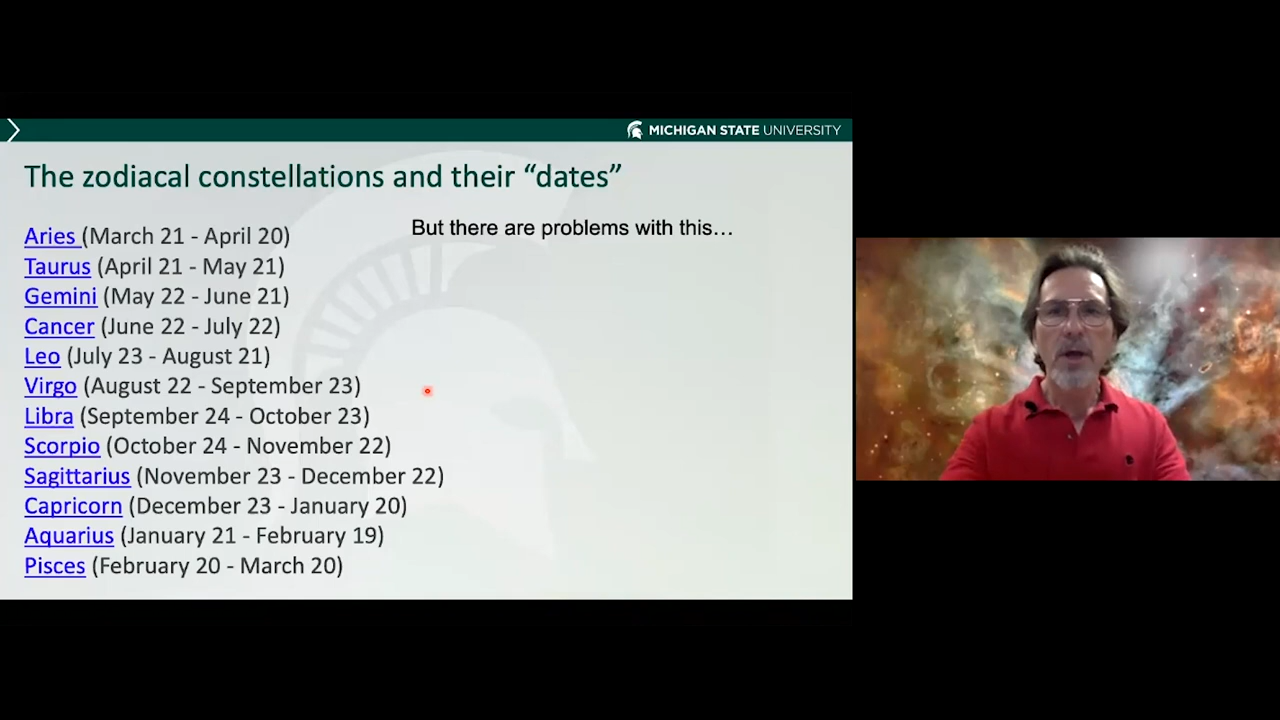 MICHIGAN STATE UNIVERSITY
The zodiacal constellations and their “dates”
But there are problems with this…
Aries (March 21 - April 20)
Taurus (April 21 - May 21)
Gemini (May 22 - June 21)
Cancer (June 22 - July 22)
Leo (July 23 - August 21)
Virgo (August 22 - September 23)
Libra (September 24 - October 23)
Scorpio (October 24 - November 22)
Sagittarius (November 23 - December 22)
Capricorn (December 23 - January 20)
Aquarius (January 21 - February 19)
Pisces (February 20 - March 20)